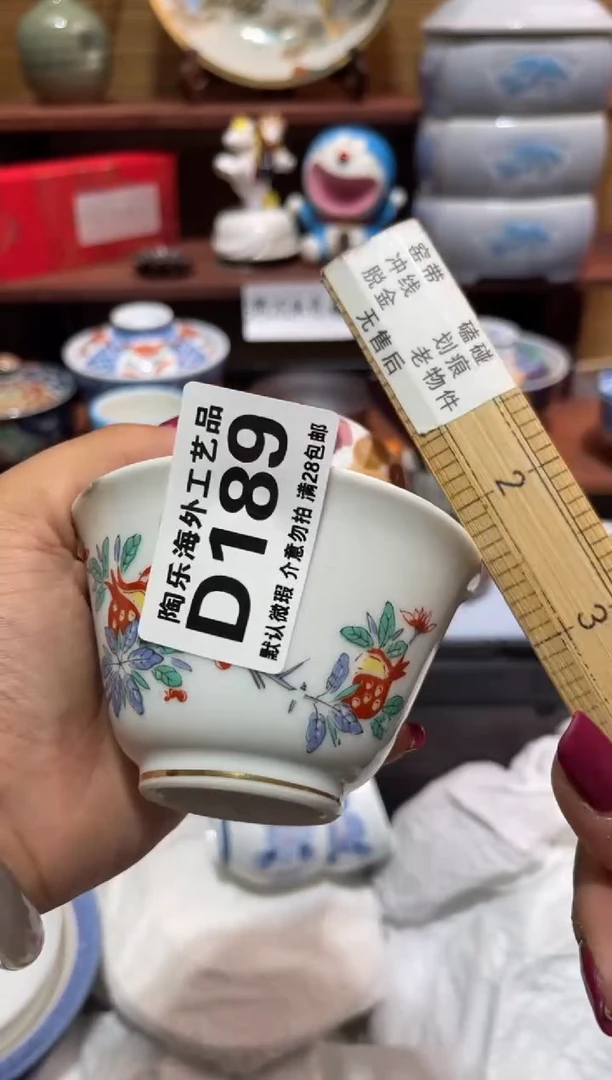 陶乐海外工艺品
D189
默认微瑕 介意勿拍 满28包邮
窑带 磕碰
冲线 划痕
脱金 老物件
无售后
2
3